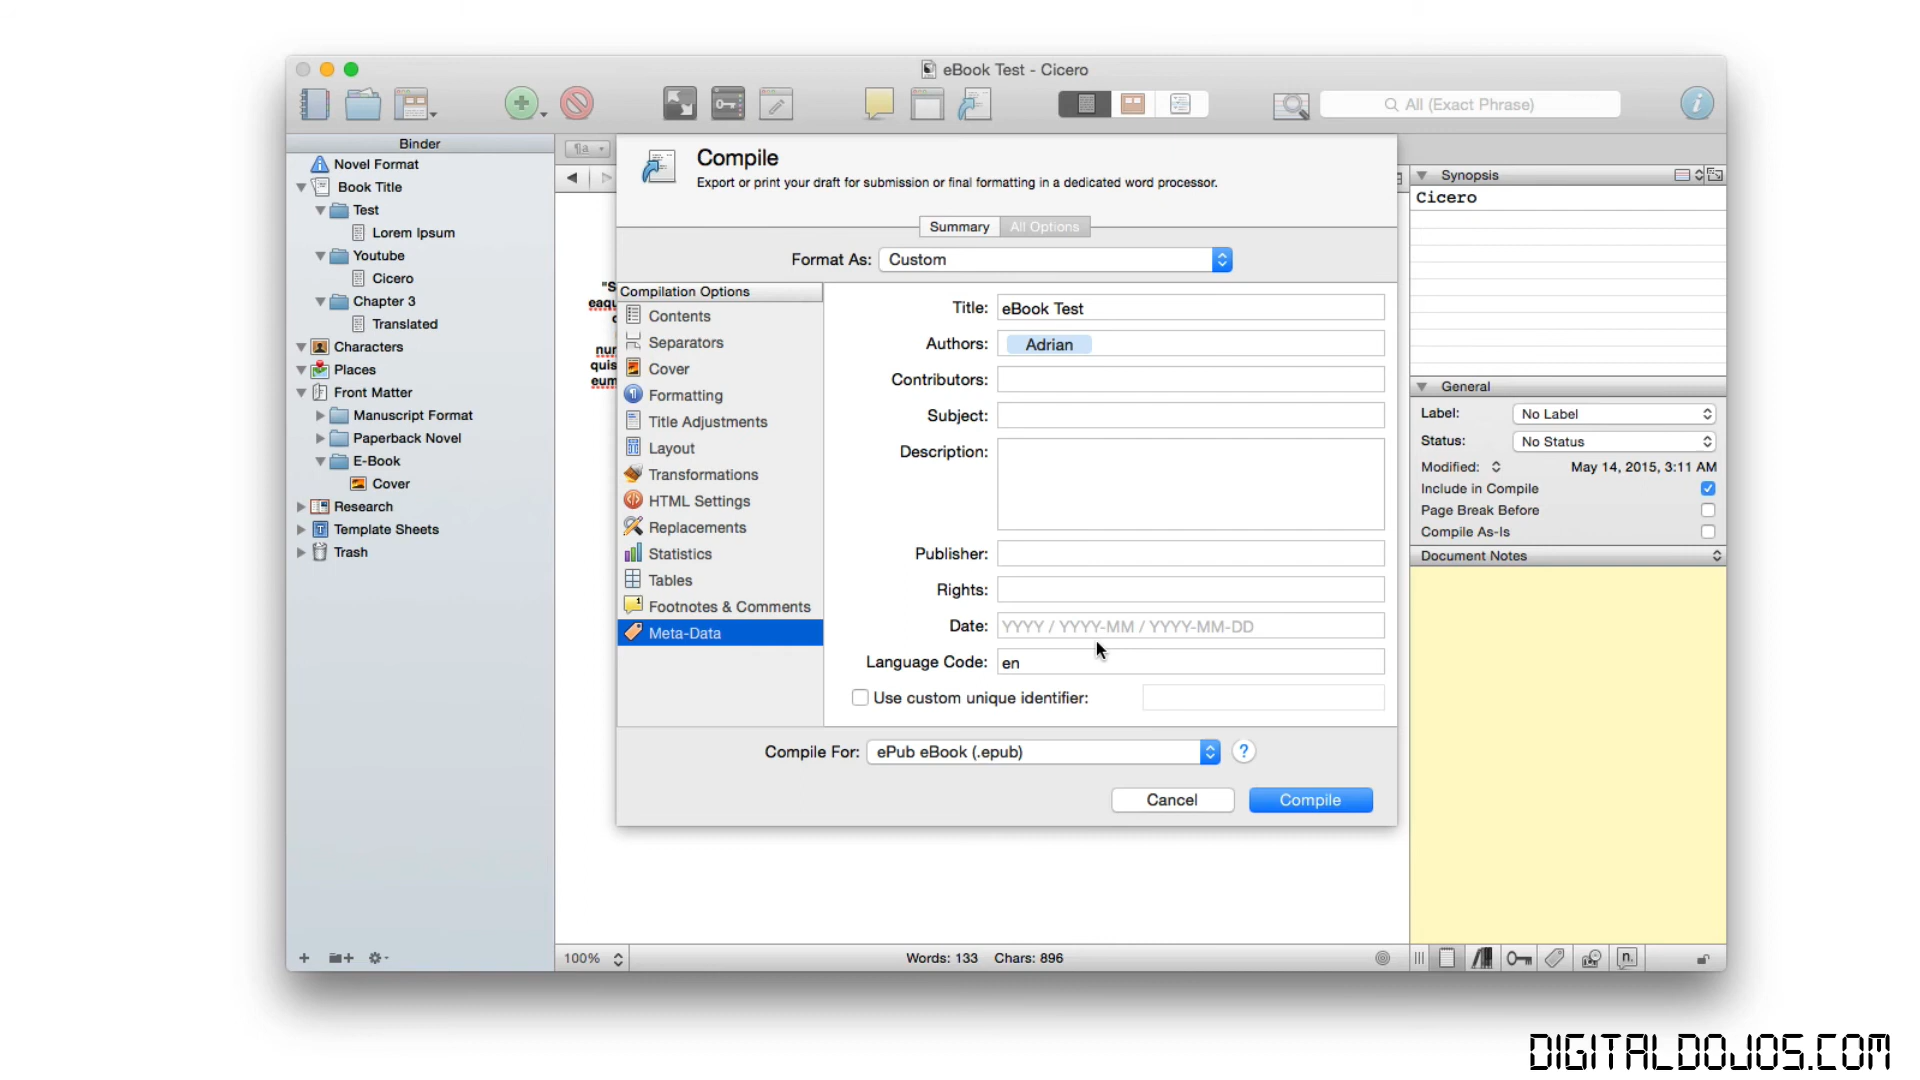 eBook Test - Cicero
All (Exact Phrase)
Binder
Novel Format
Book Title
Test
Lorem Ipsum
Youtube
Cicero
Chapter 3
Translated
Characters
Places
Front Matter
Manuscript Format
Paperback Novel
E-Book
Cover
Research
Template Sheets
Trash
¶a
"S
eaqu
nur
quis
eum
Compile
Export or print your draft for submission or final formatting in a dedicated word processor.
Summary All Options
Format As: Custom
Compilation Options
Contents
Separators
Cover
Formatting
Title Adjustments
Layout
Transformations
HTML Settings
Replacements
Statistics
Tables
Footnotes & Comments
Meta-Data
Title: eBook Test
Authors: Adrian
Contributors:
Subject:
Description:
Publisher:
Rights:
Date: YYYY / YYYY-MM / YYYY-MM-DD
Language Code: en
Use custom unique identifier:
Compile For: ePub eBook (.epub) ?
Cancel Compile
Synopsis
Cicero
General
Label: No Label
Status: No Status
Modified: May 14, 2015, 3:11 AM
Include in Compile
Page Break Before
Compile As-Is
Document Notes
100%
Words: 133 Chars: 896
n.
DIGITALDOJOS.COM